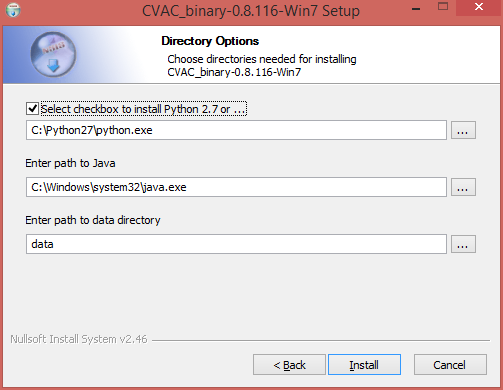 CVAC_binary-0.8.116-Win7 Setup
Directory Options
Choose directories needed for installing
CVAC_binary-0.8.116-Win7
Select checkbox to install Python 2.7 or ...
C:\Python27\python.exe
...
Enter path to Java
C:\Windows\system32\java.exe
...
Enter path to data directory
data
...
Nullsoft Install System v2.46
< Back
Install
Cancel